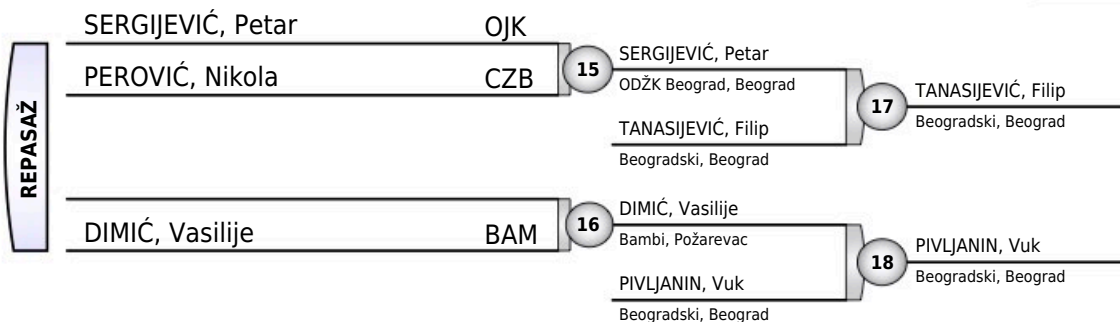 REPASAŽ
SERGIJEVIĆ, Petar OJK
PEROVIĆ, Nikola CZB
DIMIĆ, Vasilije BAM
15
SERGIJEVIĆ, Petar
ODŽK Beograd, Beograd
TANASIJEVIĆ, Filip
Beogradski, Beograd
16
DIMIĆ, Vasilije
Bambi, Požarevac
PIVLJANIN, Vuk
Beogradski, Beograd
17
TANASIJEVIĆ, Filip
Beogradski, Beograd
18
PIVLJANIN, Vuk
Beogradski, Beograd